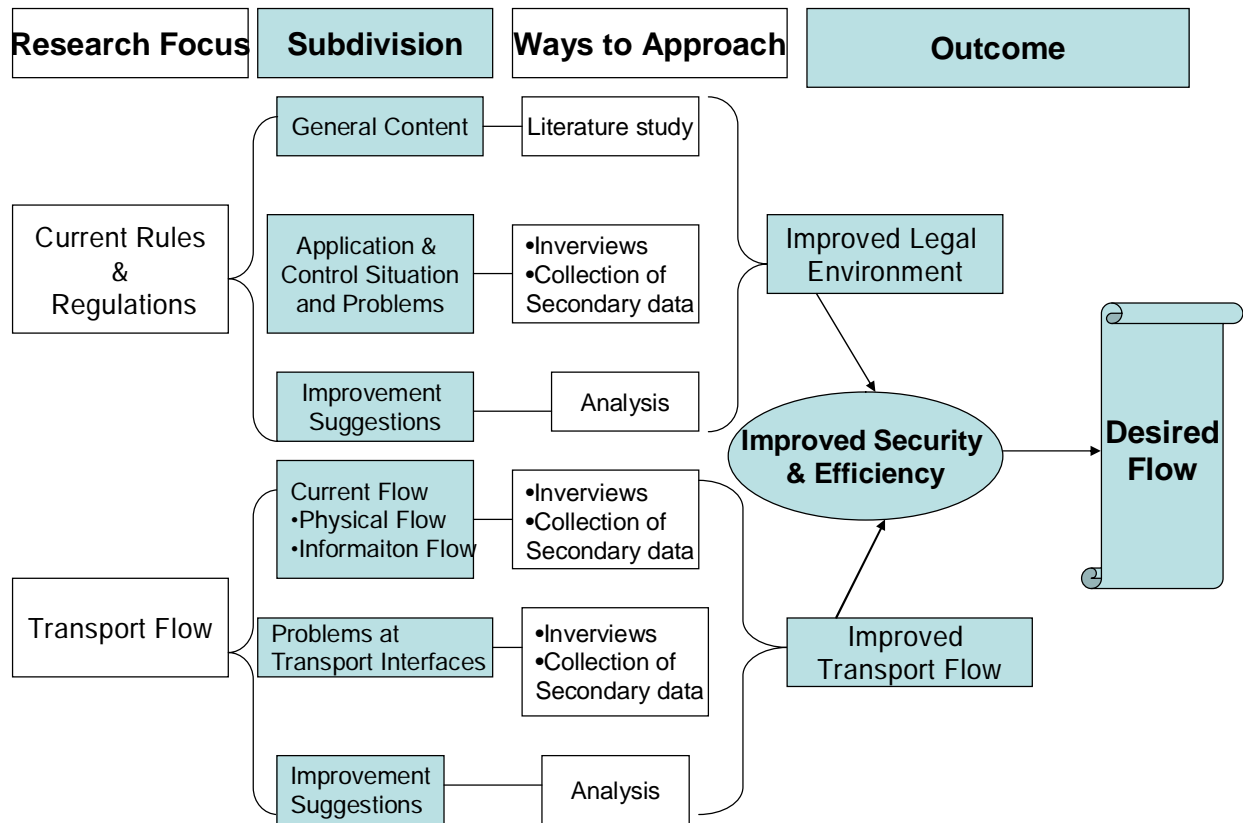 Research Focus
Subdivision
Ways to Approach
Outcome
General Content
Literature study
Current Rules
&
Regulations
Application &
Control Situation
and Problems
•Inverviews
•Collection of
Secondary data
Improvement
Suggestions
Analysis
Improved Legal
Environment
Improved Security
& Efficiency
Desired
Flow
Transport Flow
Current Flow
•Physical Flow
•Informaiton Flow
•Inverviews
•Collection of
Secondary data
Problems at
Transport Interfaces
•Inverviews
•Collection of
Secondary data
Improvement
Suggestions
Analysis
Improved
Transport Flow